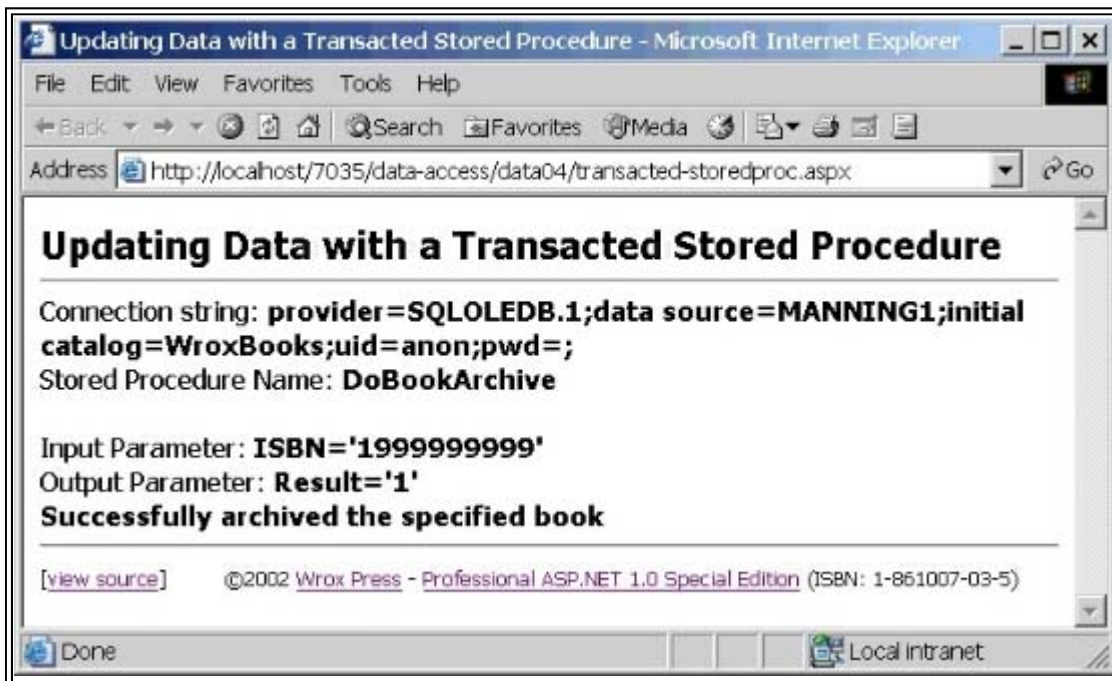 Updating Data with a Transacted Stored Procedure - Microsoft Internet Explorer
File Edit View Favorites Tools Help
Back Search Favorites Media
Address http://localhost/7035/data-access/data04/transacted-storedproc.aspx Go
Updating Data with a Transacted Stored Procedure
Connection string: provider=SQLOLEDB.1;data source=MANNING1;initial
catalog=WroxBooks;uid=anon;pwd=;
Stored Procedure Name: DoBookArchive
Input Parameter: ISBN='1999999999'
Output Parameter: Result='1'
Successfully archived the specified book
[view source] ©2002 Wrox Press - Professional ASP.NET 1.0 Special Edition (ISBN: 1-861007-03-5)
Done Local intranet